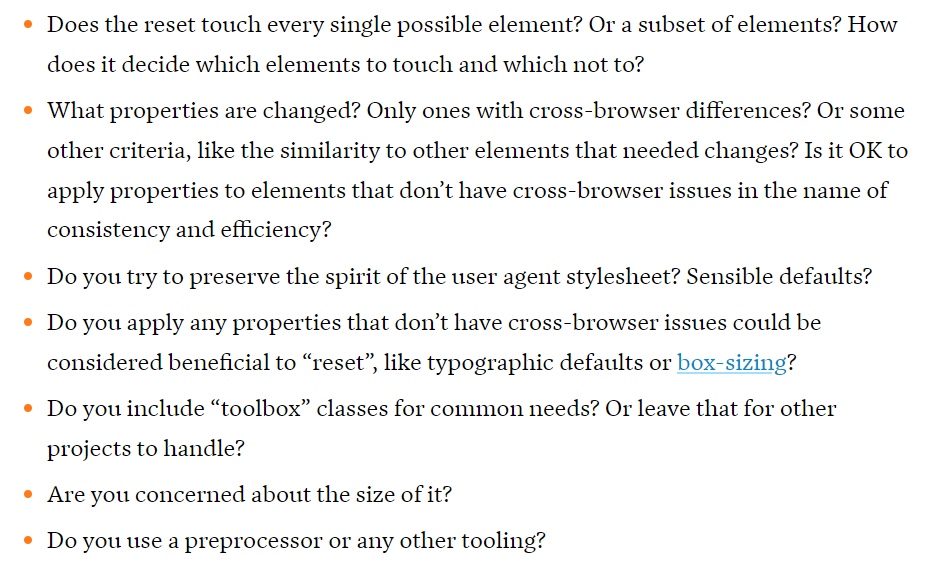 Does the reset touch every single possible element? Or a subset of elements? How
does it decide which elements to touch and which not to?
What properties are changed? Only ones with cross-browser differences? Or some
other criteria, like the similarity to other elements that needed changes? Is it OK to
apply properties to elements that don’t have cross-browser issues in the name of
consistency and efficiency?
Do you try to preserve the spirit of the user agent stylesheet? Sensible defaults?
Do you apply any properties that don’t have cross-browser issues could be
considered beneficial to “reset”, like typographic defaults or box-sizing?
Do you include “toolbox” classes for common needs? Or leave that for other
projects to handle?
Are you concerned about the size of it?
Do you use a preprocessor or any other tooling?